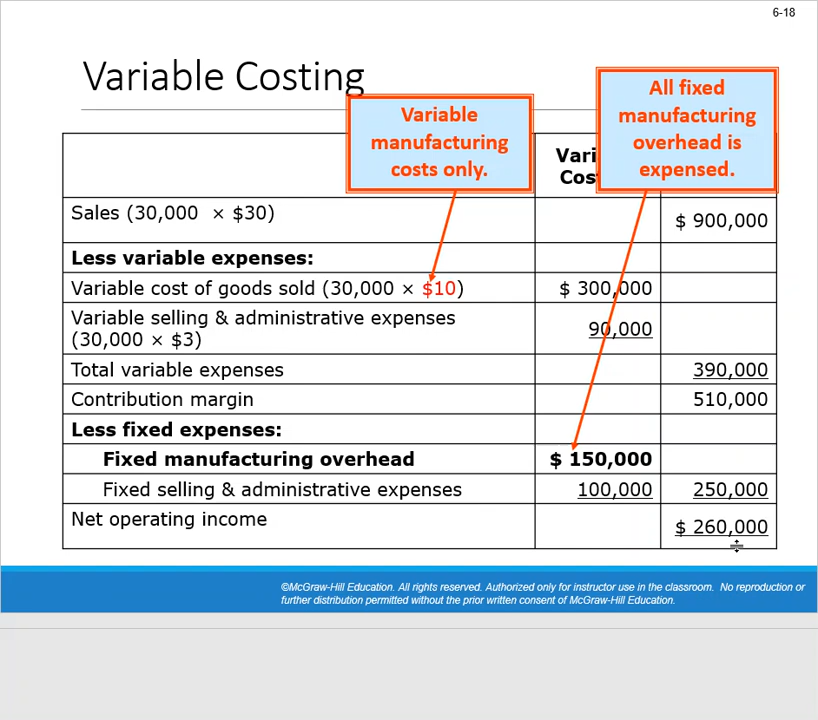 6-18
Variable Costing
Variable
manufacturing
costs only.
All fixed
manufacturing
overhead is
expensed.
Sales (30,000 × $30)
$ 900,000
Less variable expenses:
Variable cost of goods sold (30,000 × $10)
$ 300,000
Variable selling & administrative expenses
(30,000 × $3)
90,000
Total variable expenses
390,000
Contribution margin
510,000
Less fixed expenses:
Fixed manufacturing overhead
$ 150,000
Fixed selling & administrative expenses
100,000
250,000
Net operating income
$ 260,000
©McGraw-Hill Education. All rights reserved. Authorized only for instructor use in the classroom. No reproduction or
further distribution permitted without the prior written consent of McGraw-Hill Education.